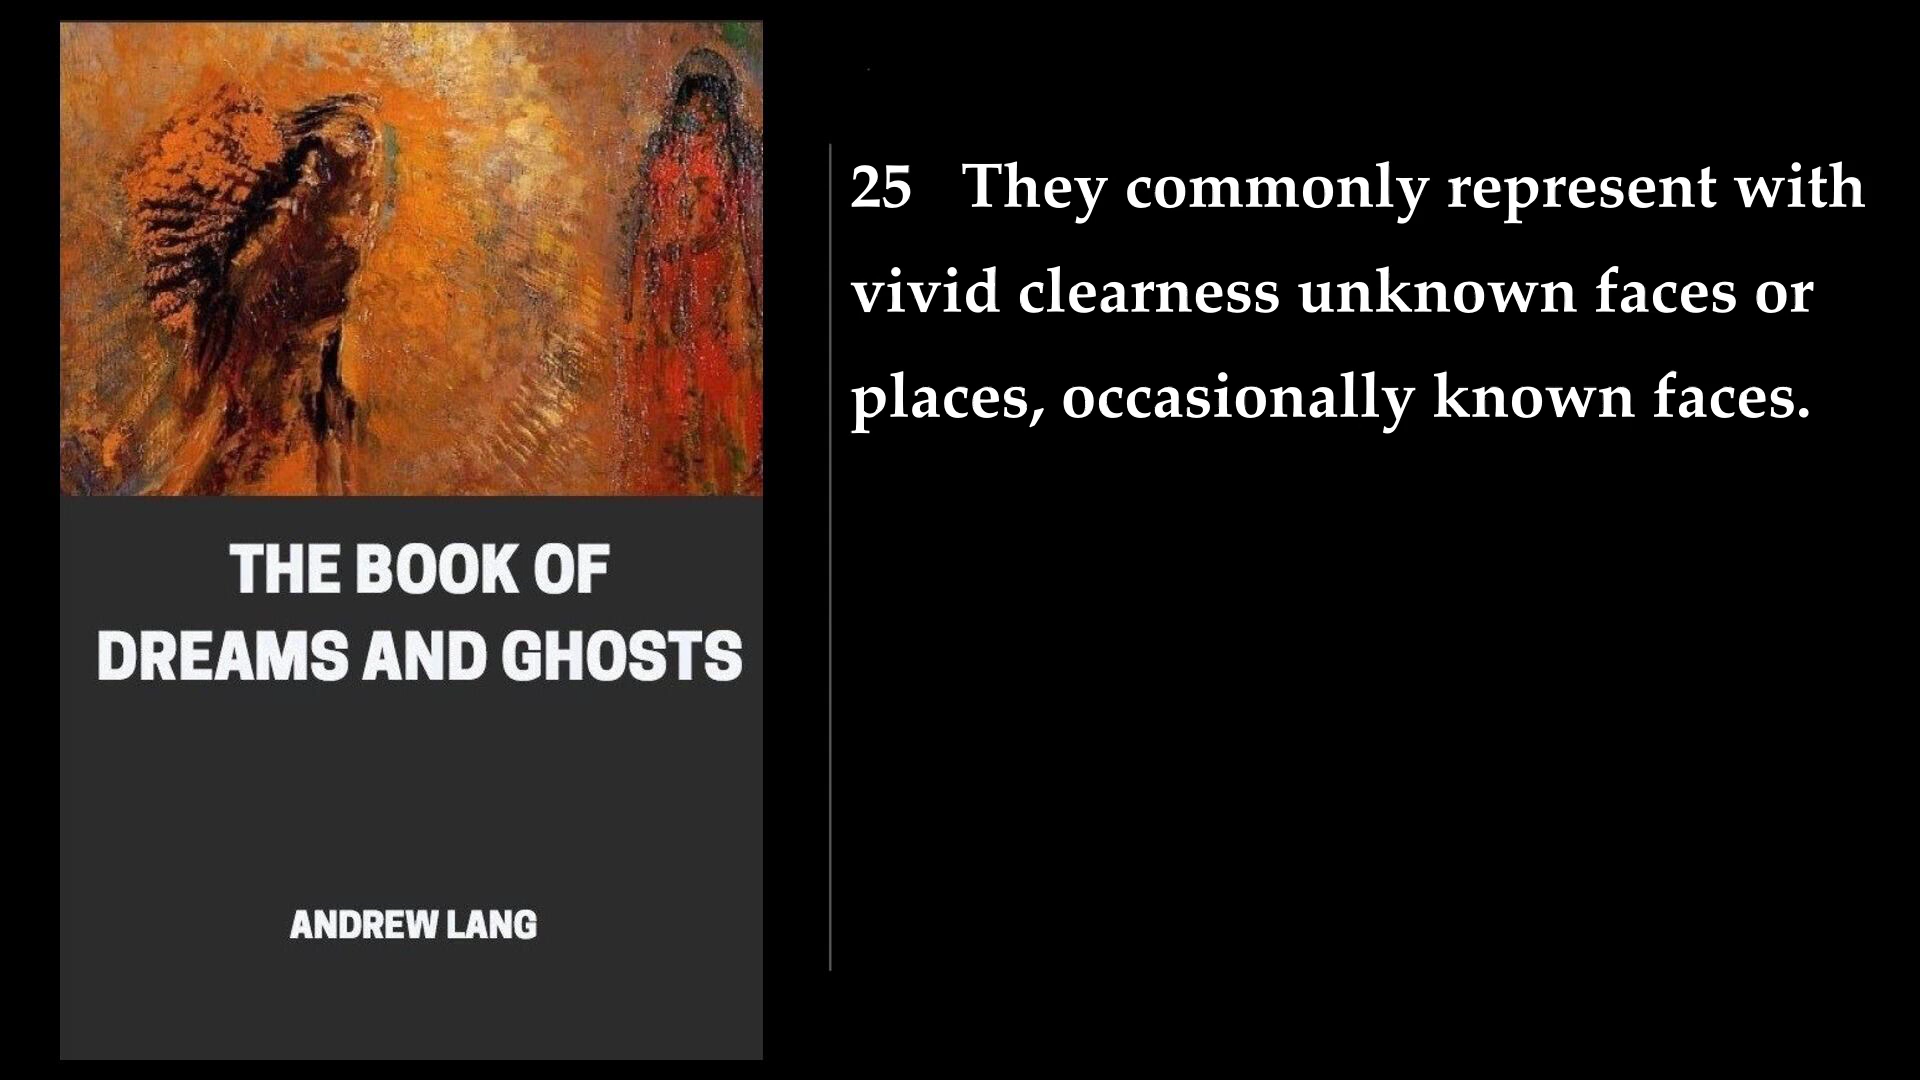 THE BOOK OF
DREAMS AND GHOSTS
ANDREW LANG
25 They commonly represent with
vivid clearness unknown faces or
places, occasionally known faces.